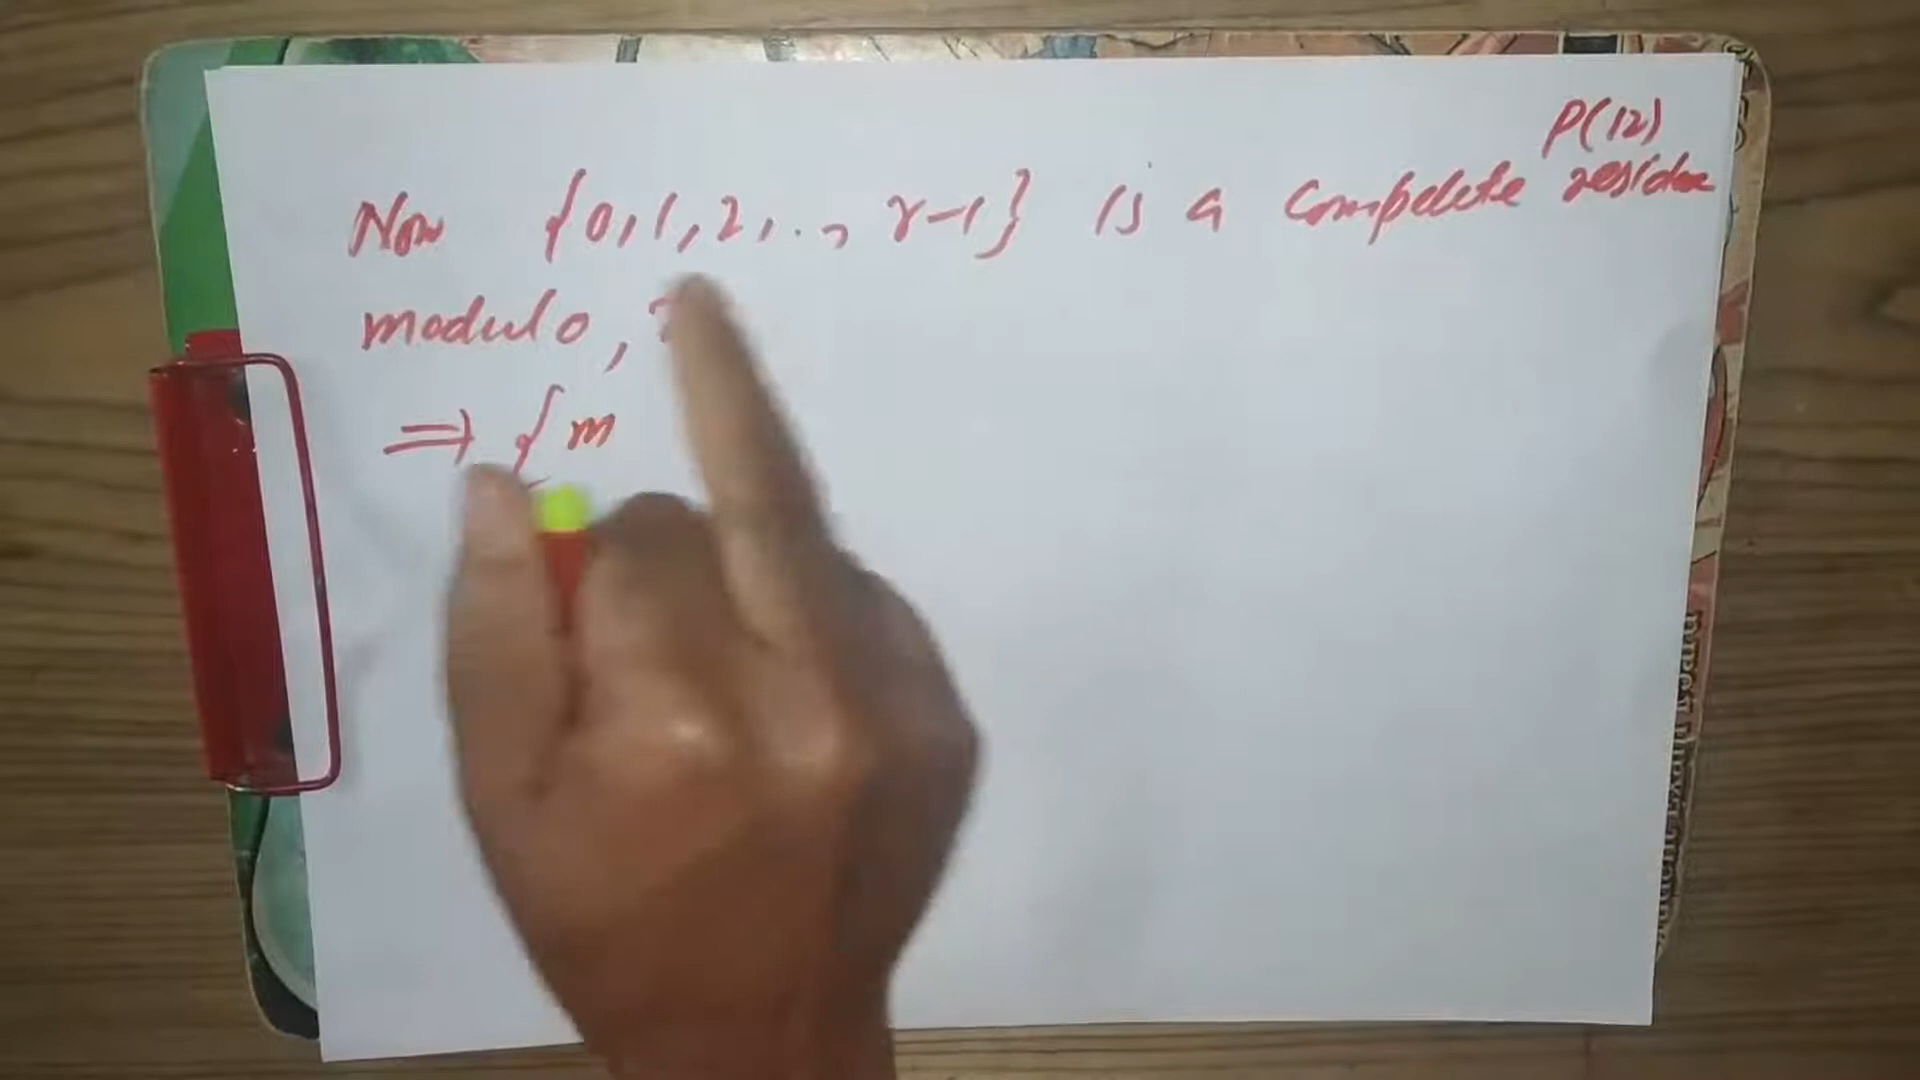 P(12)
Now {0,1,2,.., r-1} is a complete residue
modulo,
⇒ {m